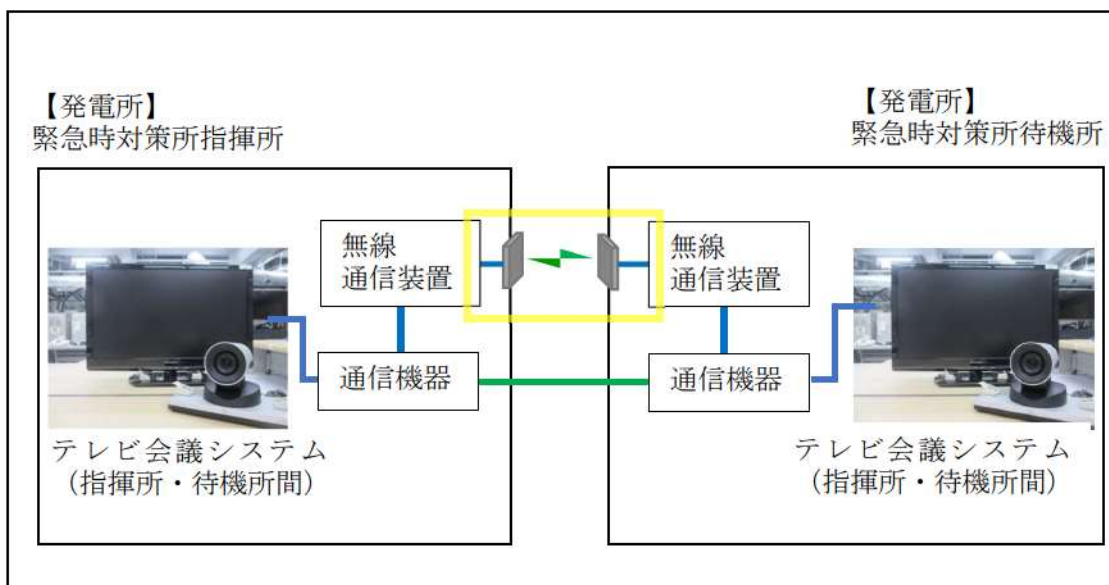 【発電所】
緊急時対策所指揮所
【発電所】
緊急時対策所待機所
無線
通信装置
無線
通信装置
通信機器
通信機器
テレビ会議システム
（指揮所・待機所間）
テレビ会議システム
（指揮所・待機所間）